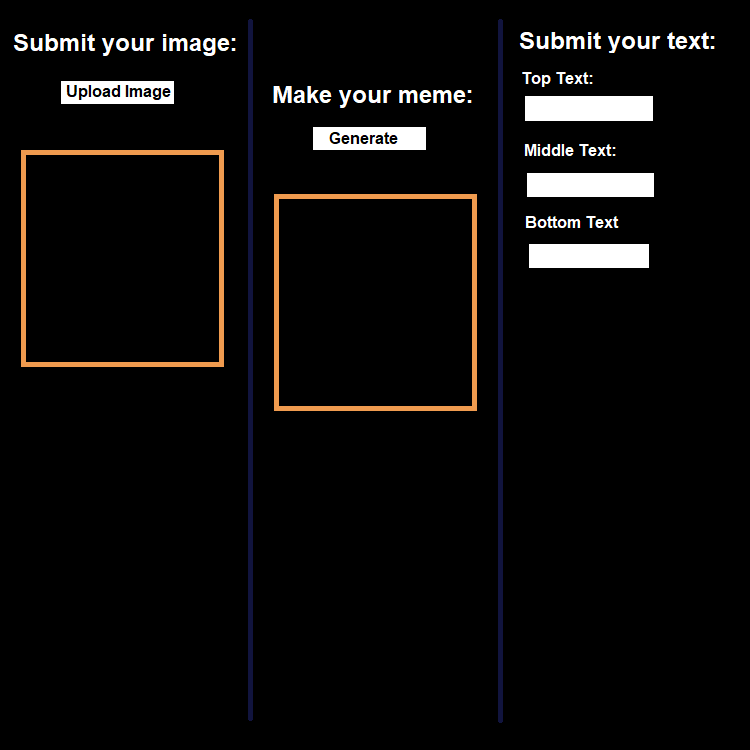 Submit your image:
Upload Image
Make your meme:
Generate
Submit your text:
Top Text:
Middle Text:
Bottom Text